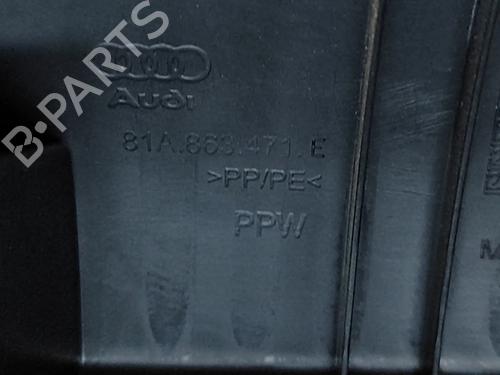 B-PARTS
Audi
81A.863.471.E
>PP/PE<
PPW
M